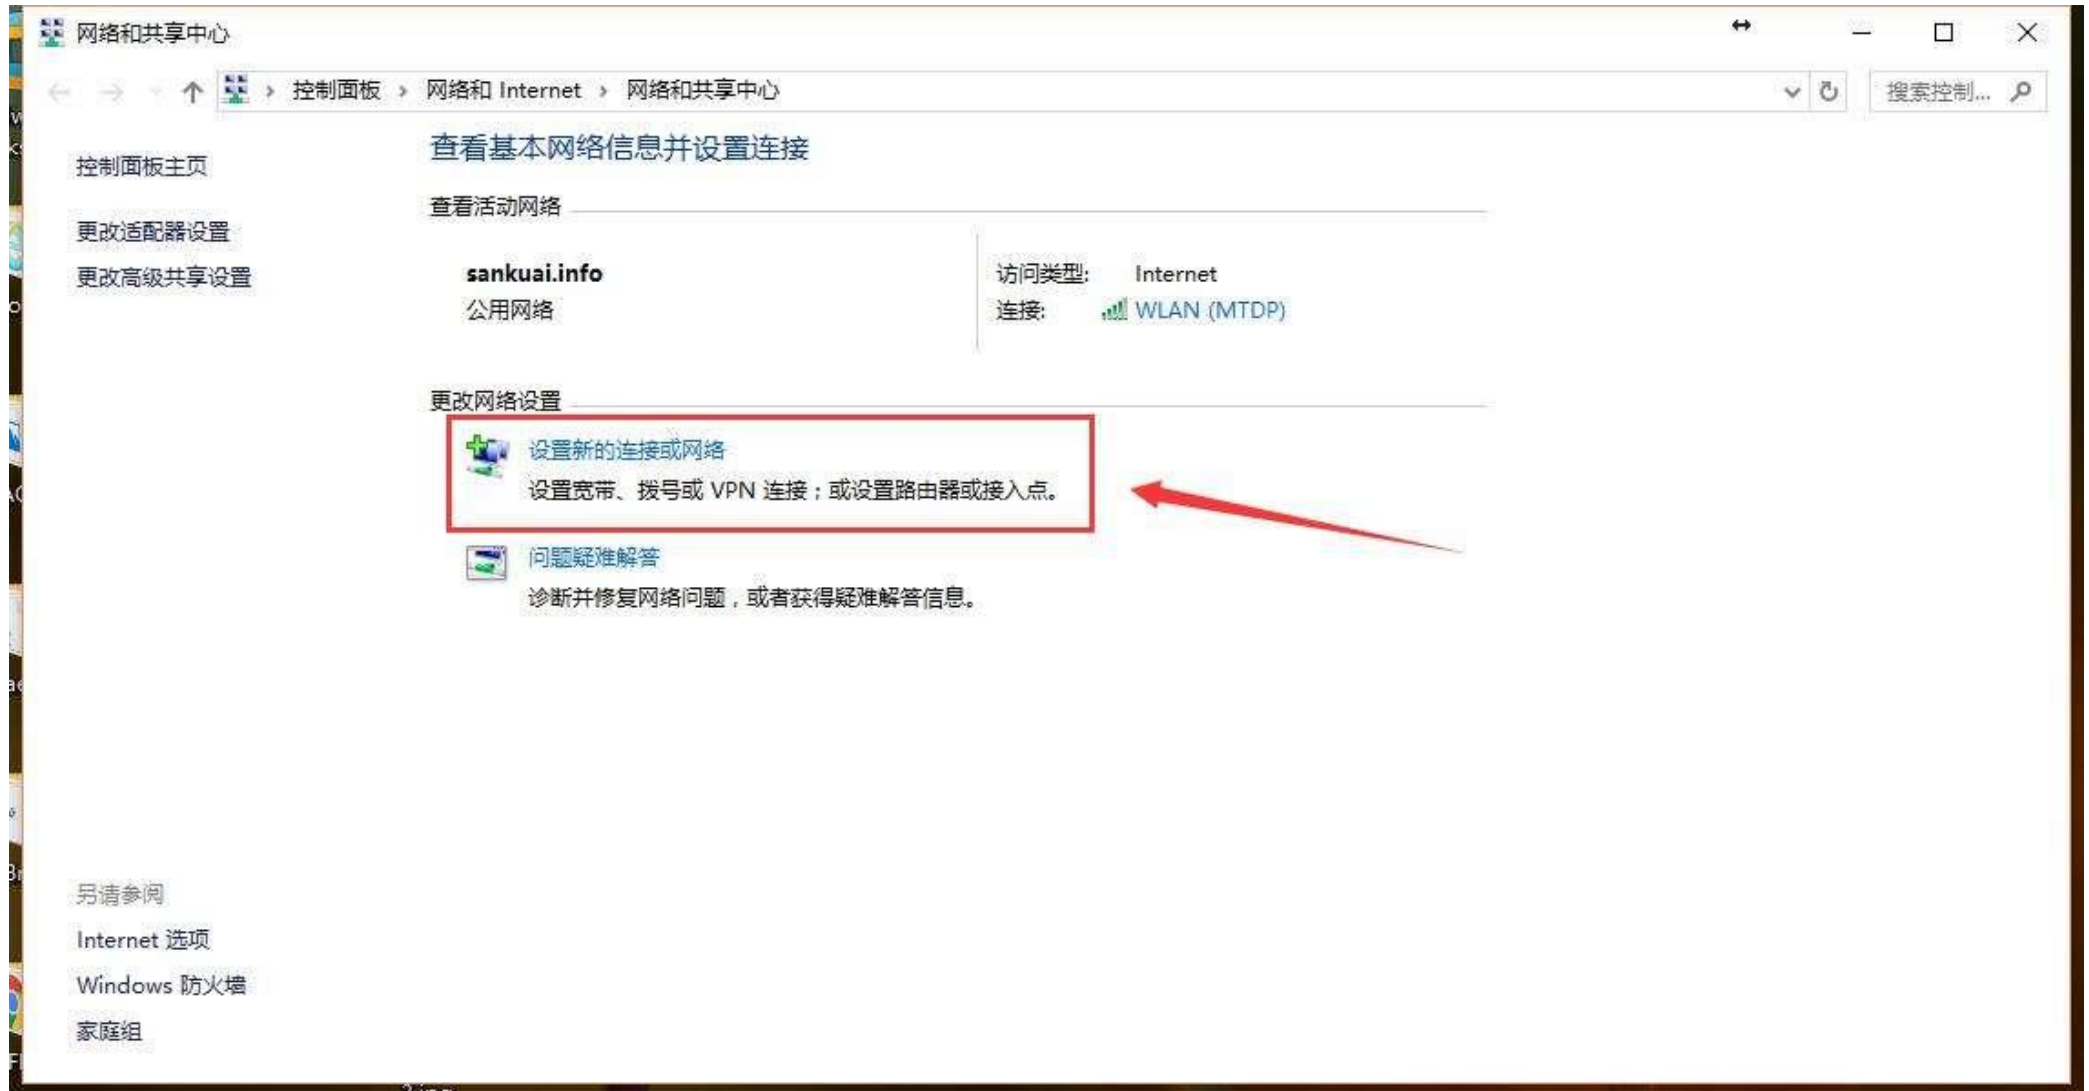 网络和共享中心
控制面板 网络和 Internet 网络和共享中心
搜索控制...
控制面板主页
更改适配器设置
更改高级共享设置
查看基本网络信息并设置连接
查看活动网络
sankuai.info
公用网络
访问类型: Internet
连接: WLAN (MTDP)
更改网络设置
设置新的连接或网络
设置宽带、拨号或 VPN 连接；或设置路由器或接入点。
问题疑难解答
诊断并修复网络问题，或者获得疑难解答信息。
另请参阅
Internet 选项
Windows 防火墙
家庭组